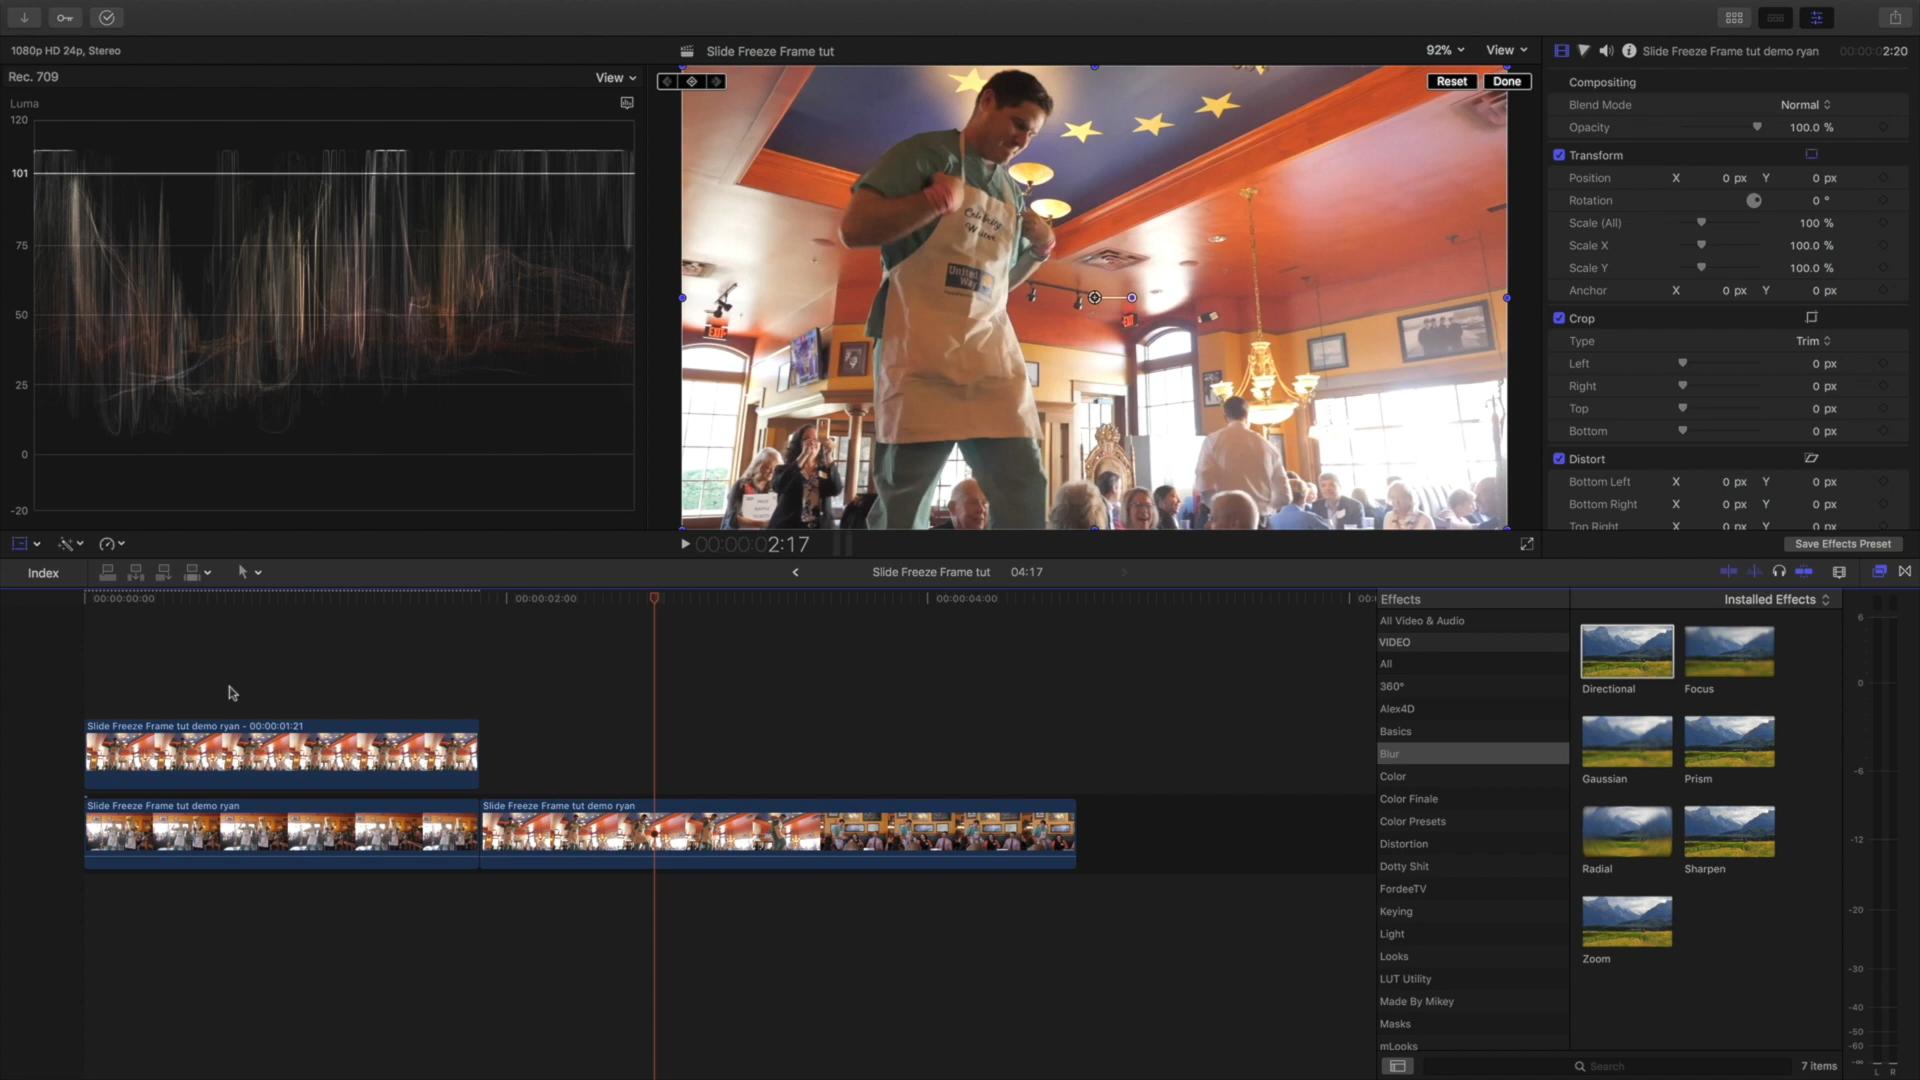 1080p HD 24p, Stereo
Slide Freeze Frame tut
92%
View
Slide Freeze Frame tut demo ryan
00:00:02:20
Rec. 709
View
Luma
120
101
75
50
25
0
-20
Reset
Done
Celebrity
Waiter
United
Way
EXIT
EXIT
Compositing
Blend Mode
Normal
Opacity
100.0 %
Transform
Position
X
0 px
Y
0 px
Rotation
0 °
Scale (All)
100 %
Scale X
100.0 %
Scale Y
100.0 %
Anchor
X
0 px
Y
0 px
Crop
Type
Trim
Left
0 px
Right
0 px
Top
0 px
Bottom
0 px
Distort
Bottom Left
X
0 px
Y
0 px
Bottom Right
X
0 px
Y
0 px
Top Right
X
0 px
Y
0 px
00:00:02:17
Save Effects Preset
Index
Slide Freeze Frame tut
04:17
00:00:00:00
00:00:02:00
00:00:04:00
00:
Slide Freeze Frame tut demo ryan - 00:00:01:21
Slide Freeze Frame tut demo ryan
Slide Freeze Frame tut demo ryan
Effects
Installed Effects
All Video & Audio
VIDEO
All
360°
Alex4D
Basics
Blur
Color
Color Finale
Color Presets
Distortion
Dotty Shit
FordeeTV
Keying
Light
Looks
LUT Utility
Made By Mikey
Masks
mLooks
Directional
Focus
Gaussian
Prism
Radial
Sharpen
Zoom
Search
7 items
6
0
-6
-12
-20
-30
-40
-50
-60
-∞
L
R